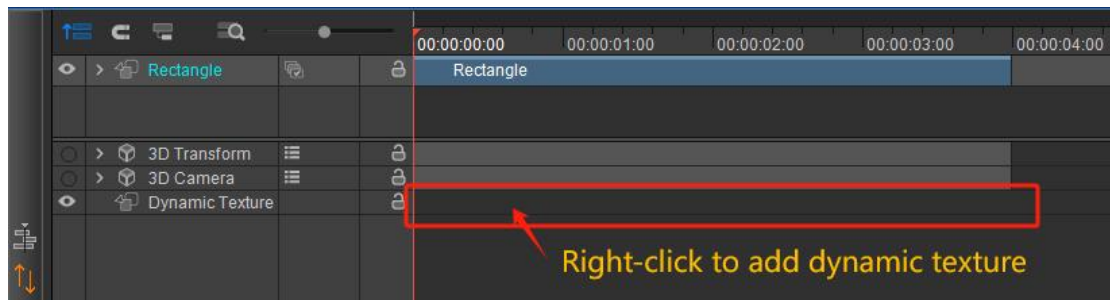 00:00:00:00 00:00:01:00 00:00:02:00 00:00:03:00 00:00:04:00
Rectangle Rectangle
3D Transform
3D Camera
Dynamic Texture
Right-click to add dynamic texture